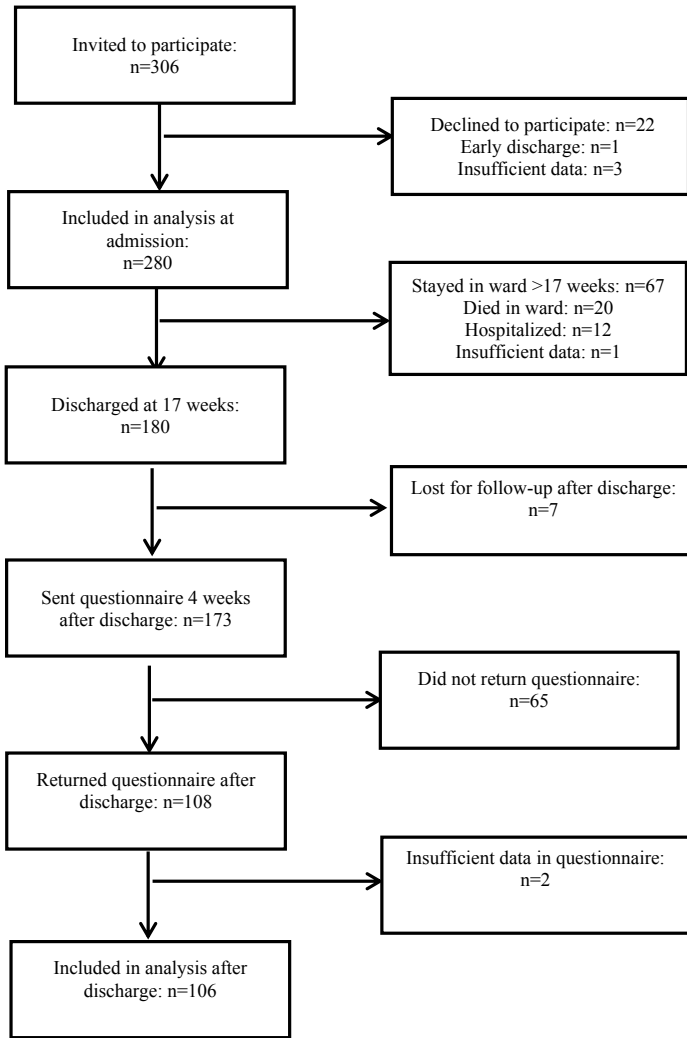 Invited to participate:
n=306
Declined to participate: n=22
Early discharge: n=1
Insufficient data: n=3
Included in analysis at
admission:
n=280
Stayed in ward >17 weeks: n=67
Died in ward: n=20
Hospitalized: n=12
Insufficient data: n=1
Discharged at 17 weeks:
n=180
Lost for follow-up after discharge:
n=7
Sent questionnaire 4 weeks
after discharge: n=173
Did not return questionnaire:
n=65
Returned questionnaire after
discharge: n=108
Insufficient data in questionnaire:
n=2
Included in analysis after
discharge: n=106